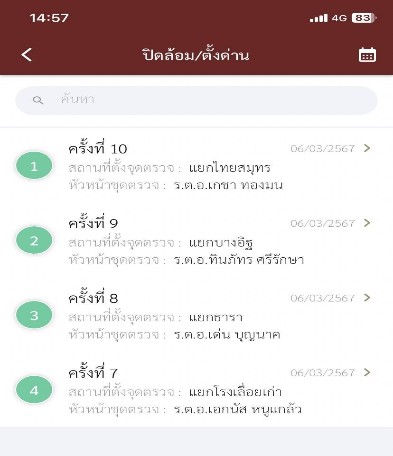 14:57 4G 83
ปิดล้อม/ตั้งด่าน
ค้นหา
ครั้งที่ 10 06/03/2567
1
สถานที่ตั้งจุดตรวจ : แยกไทยสมุทร
หัวหน้าชุดตรวจ : ร.ต.อ.เกชา ทองมน
ครั้งที่ 9 06/03/2567
2
สถานที่ตั้งจุดตรวจ : แยกบางอิฐ
หัวหน้าชุดตรวจ : ร.ต.อ.ทินภัทร ศรีรักษา
ครั้งที่ 8 06/03/2567
3
สถานที่ตั้งจุดตรวจ : แยกธารา
หัวหน้าชุดตรวจ : ร.ต.อ.เด่น บุญนาค
ครั้งที่ 7 06/03/2567
4
สถานที่ตั้งจุดตรวจ : แยกโรงเลื่อยเก่า
หัวหน้าชุดตรวจ : ร.ต.อ.เอกนัส หนูแกล้ว